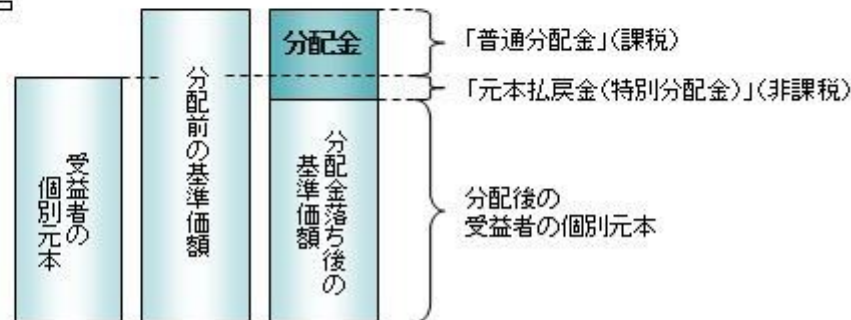 分配金
「普通分配金」(課税)
「元本払戻金(特別分配金)」(非課税)
受益者の
個別元本
分配前の基準価額
分配金落ち後の
基準価額
分配後の
受益者の個別元本